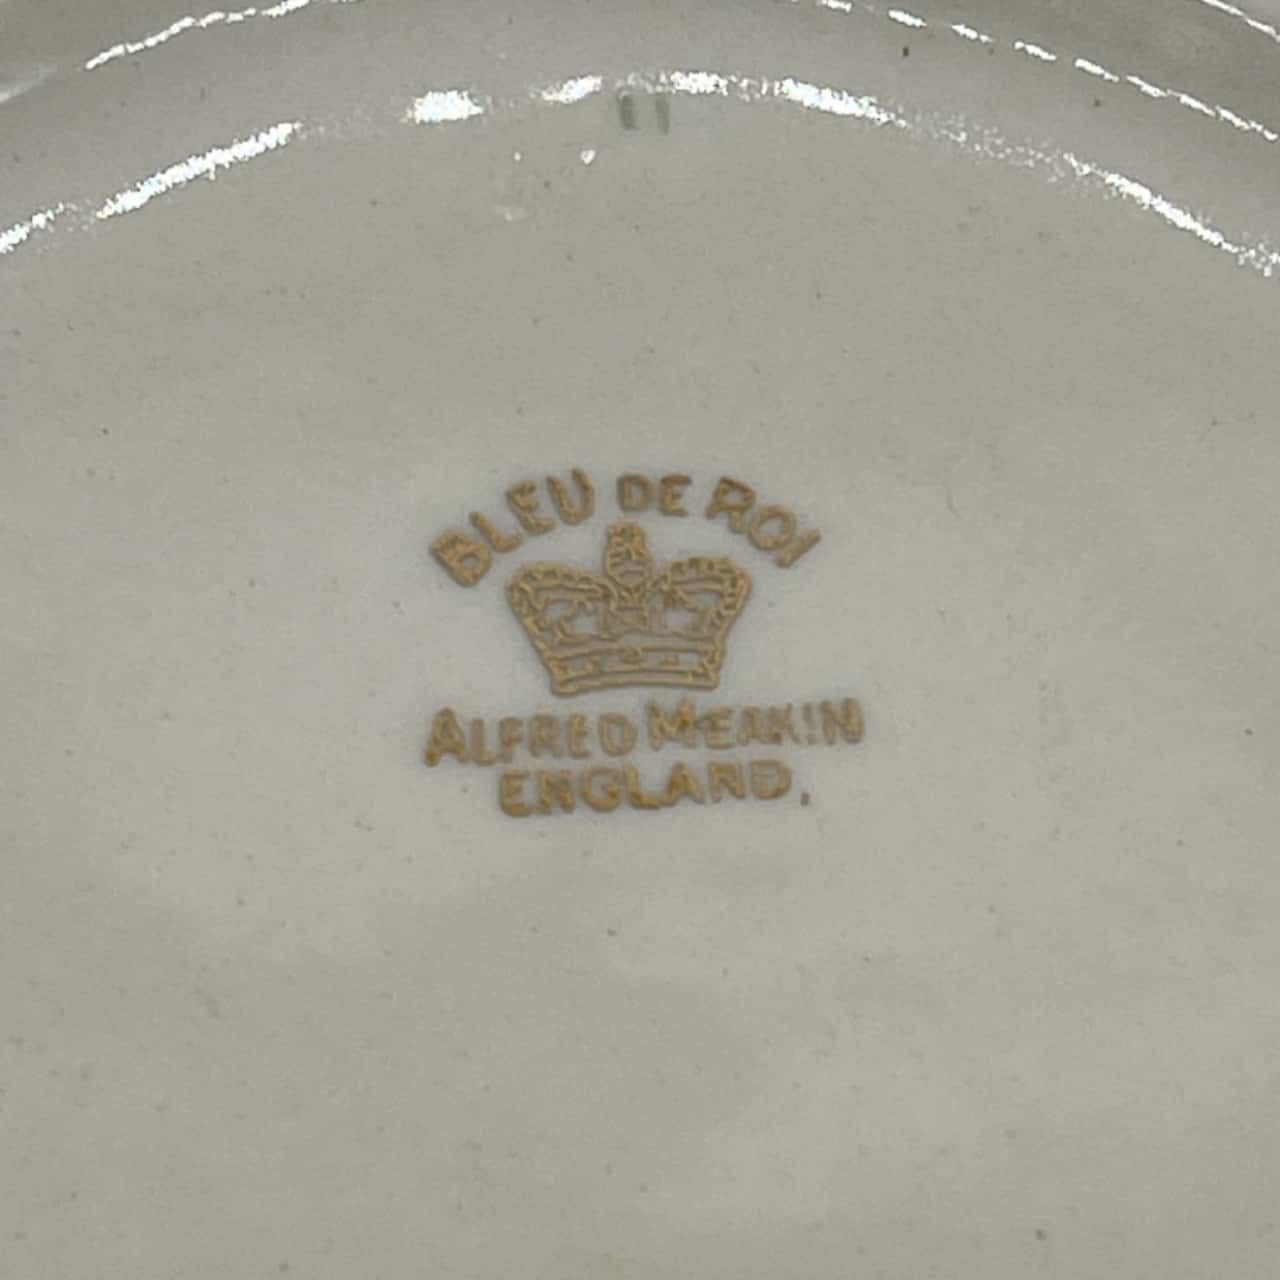 BLEU DE ROI
ALFRED MEAKIN
ENGLAND.